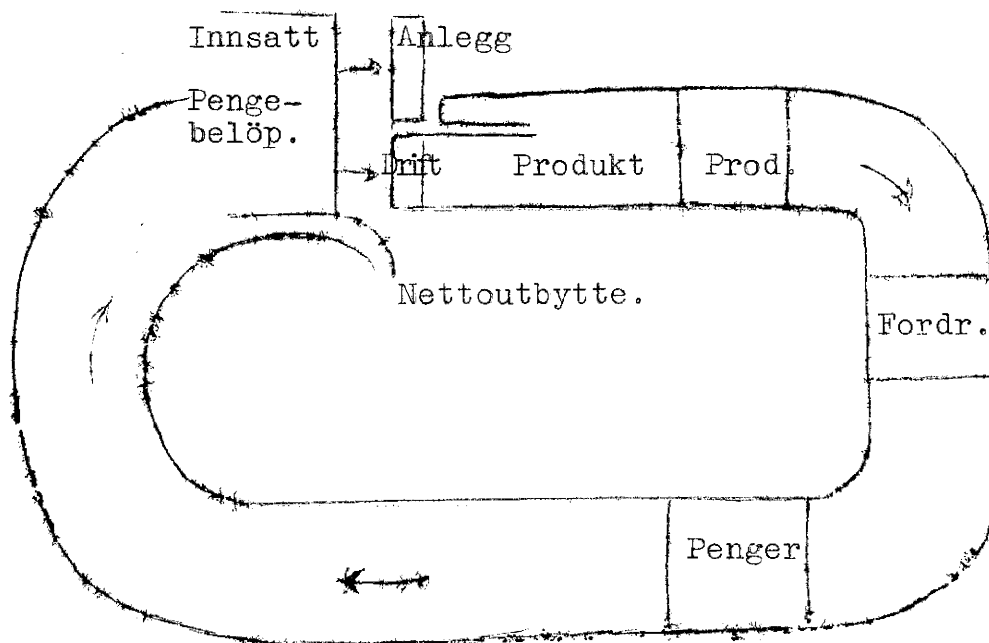 Innsatt
Anlegg
Penge-
belöp.
Drift
Produkt
Prod.
Nettoutbytte.
Fordr.
Penger